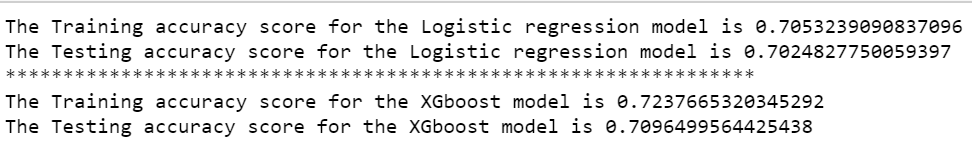 The Training accuracy score for the Logistic regression model is 0.7053239090837096
The Testing accuracy score for the Logistic regression model is 0.7024827750059397
*****************************************************************
The Training accuracy score for the XGboost model is 0.7237665320345292
The Testing accuracy score for the XGboost model is 0.7096499564425438